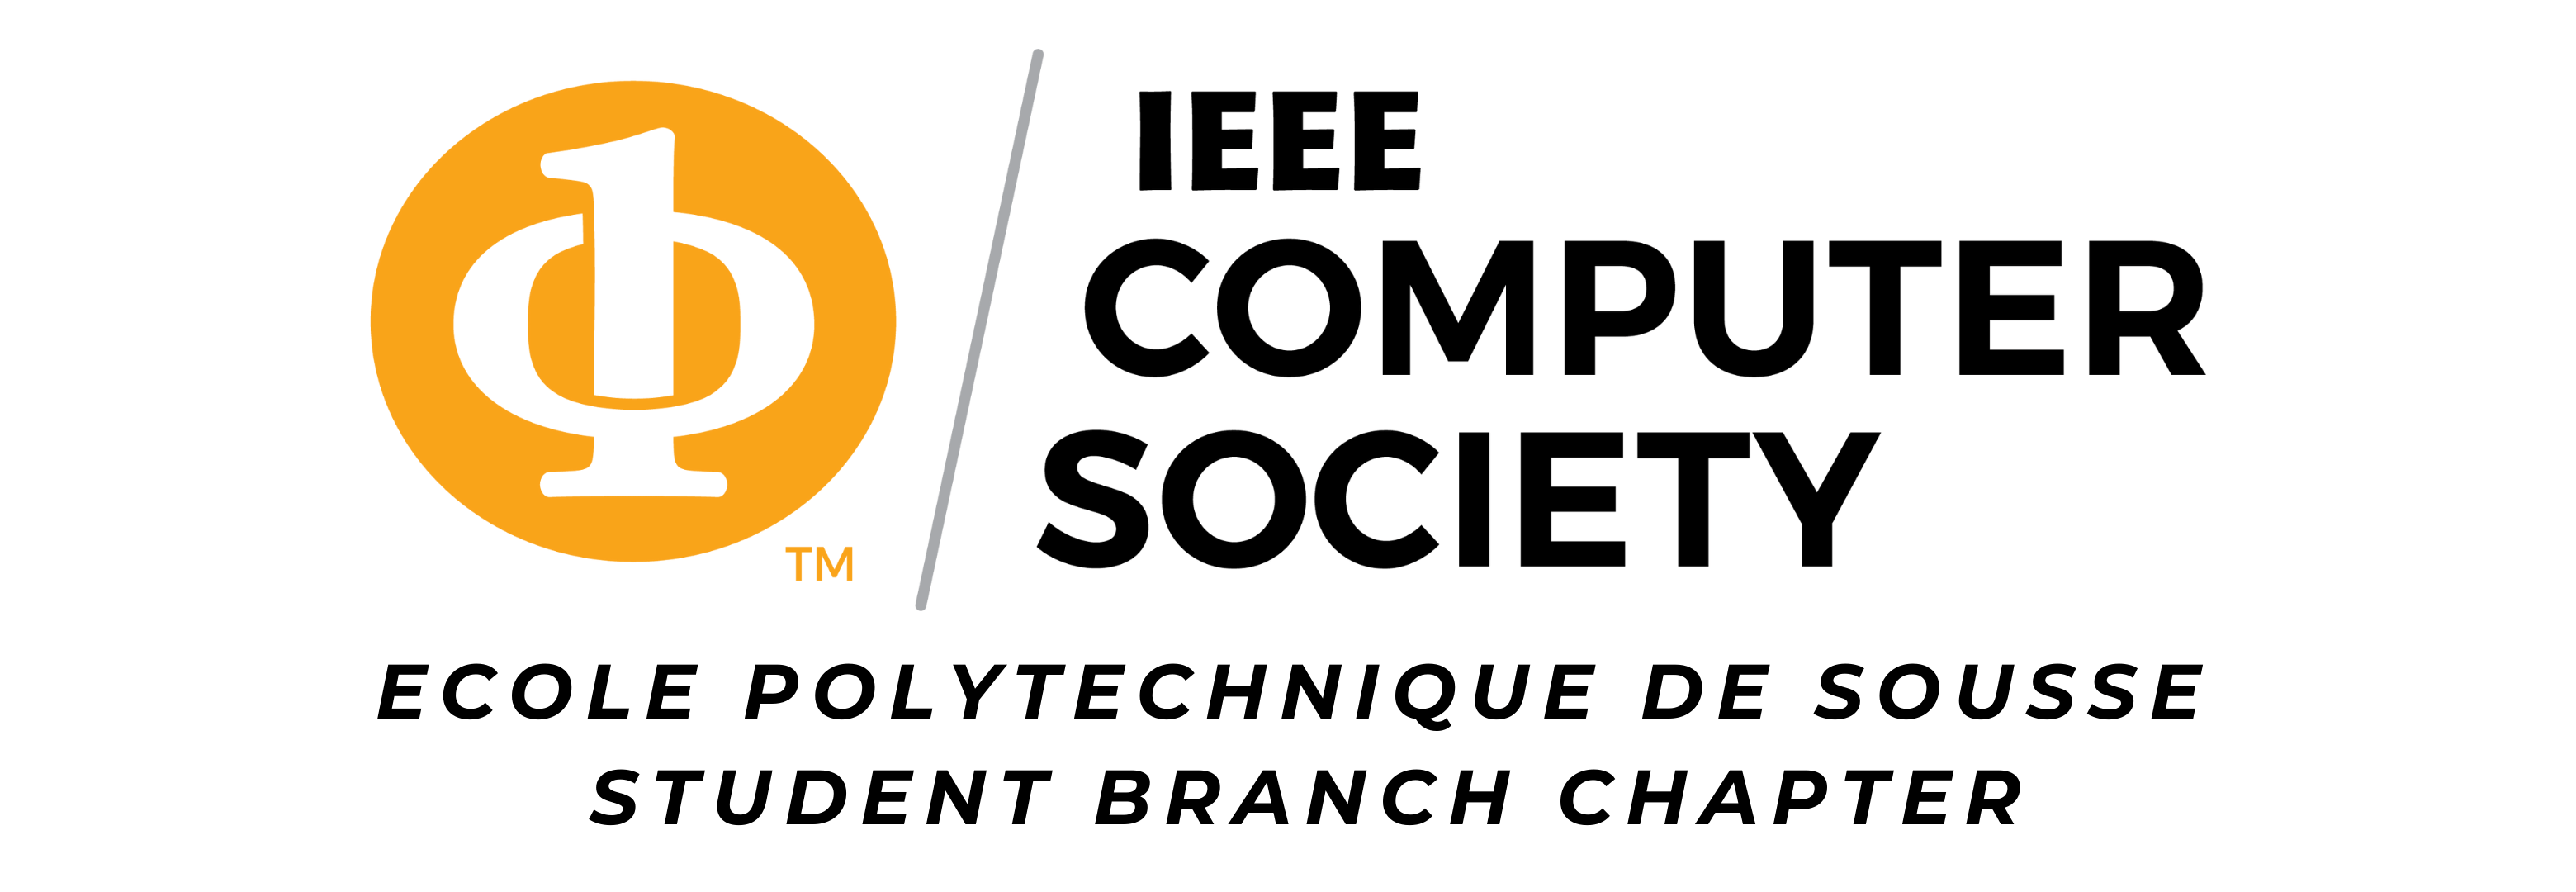 TM
IEEE
COMPUTER
SOCIETY
ECOLE POLYTECHNIQUE DE SOUSSE
STUDENT BRANCH CHAPTER